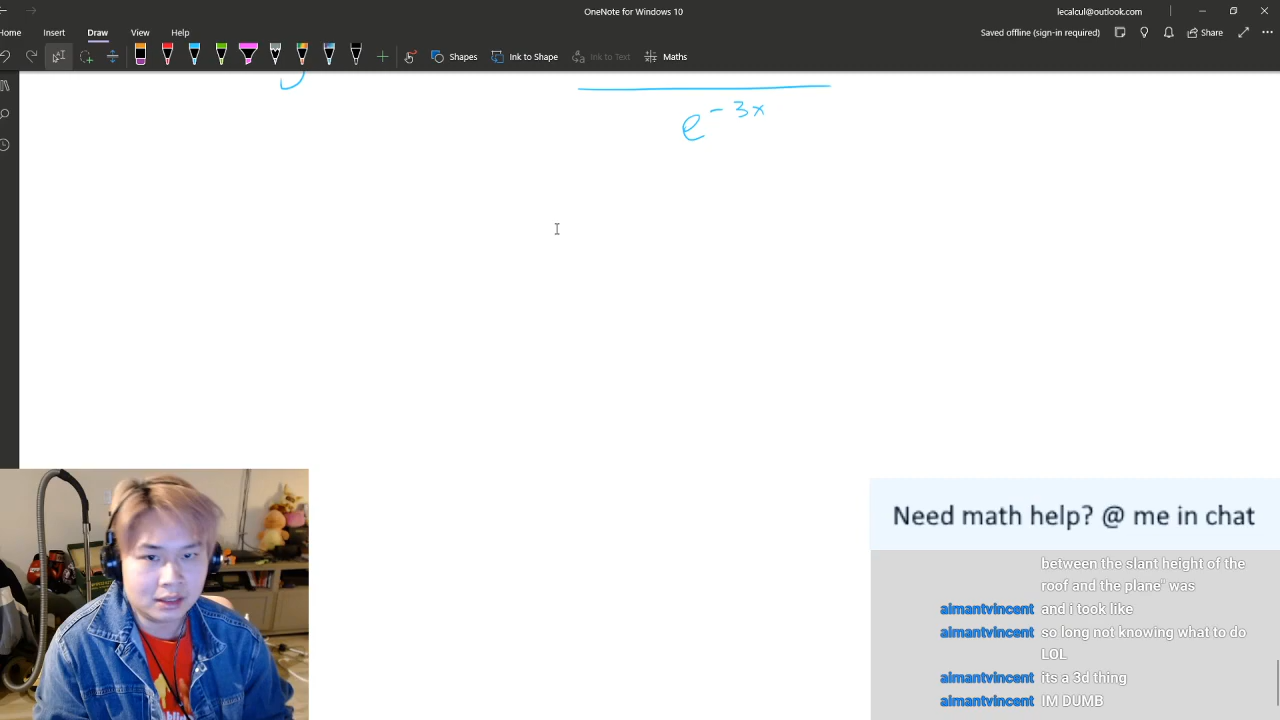 OneNote for Windows 10
lecalcul@outlook.com
Home Insert Draw View Help
Saved offline (sign-in required) Share
Shapes Ink to Shape Ink to Text Maths
e^{-3x}
Need math help? @ me in chat
between the slant height of the
roof and the plane" was
aimantvincent and i took like
aimantvincent so long not knowing what to do
LOL
aimantvincent its a 3d thing
aimantvincent IM DUMB